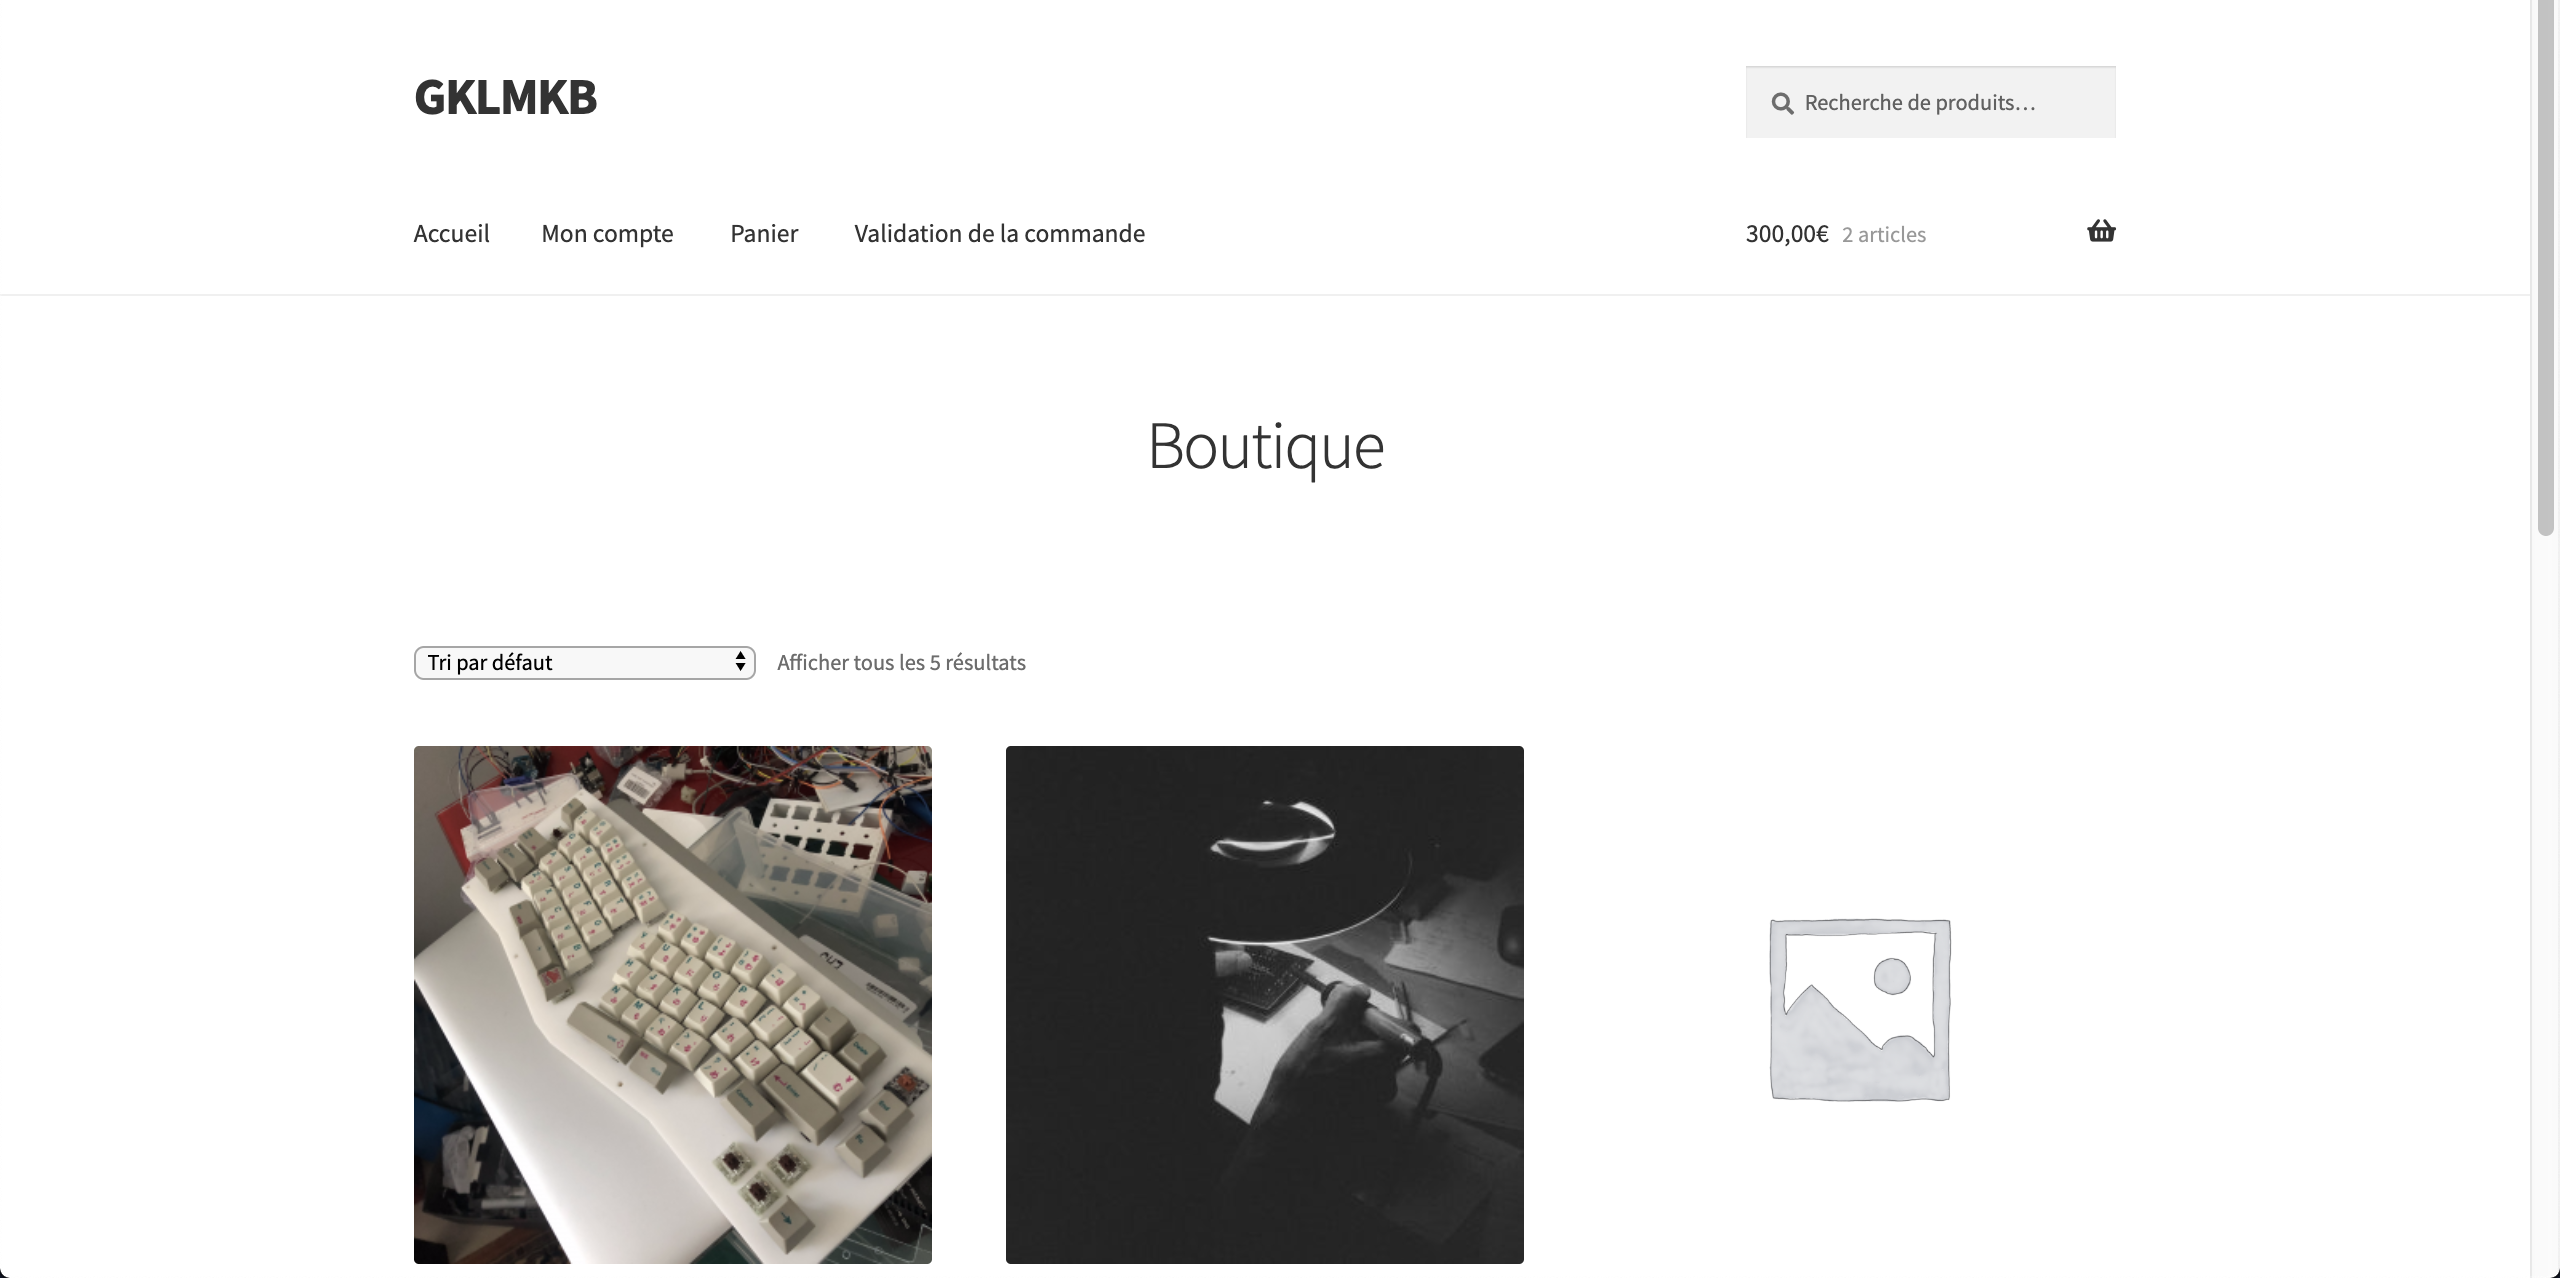 GKLMKB
Recherche de produits…
Accueil Mon compte Panier Validation de la commande 300,00€ 2 articles
Boutique
Tri par défaut Afficher tous les 5 résultats